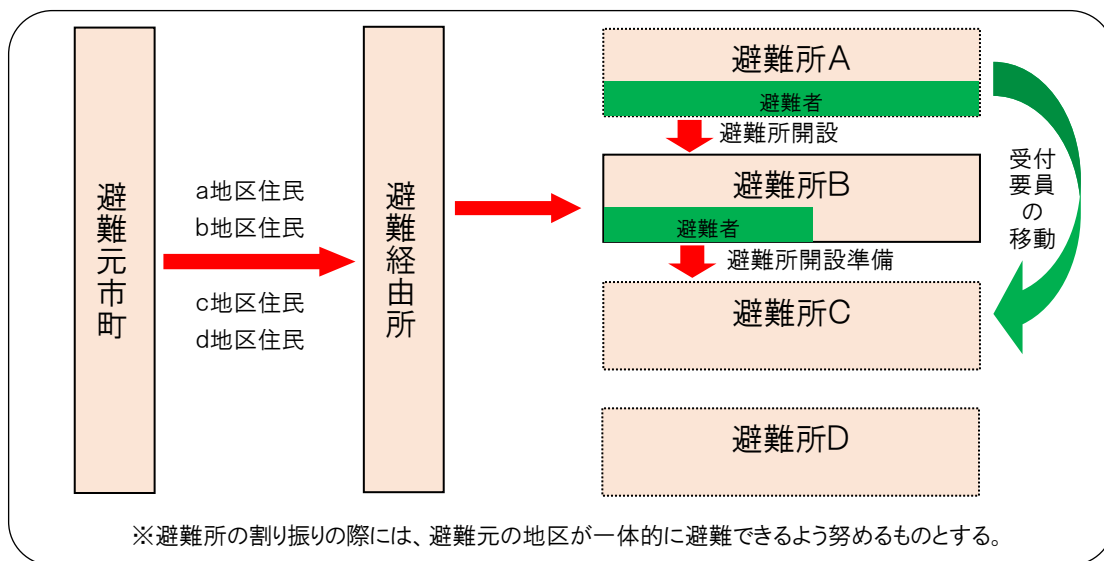 避難元市町
a地区住民
b地区住民
c地区住民
d地区住民
避難経由所
避難所A
避難者
避難所開設
避難所B
避難者
避難所開設準備
避難所C
避難所D
受付
要員
の
移動
※避難所の割り振りの際には、避難元の地区が一体的に避難できるよう努めるものとする。